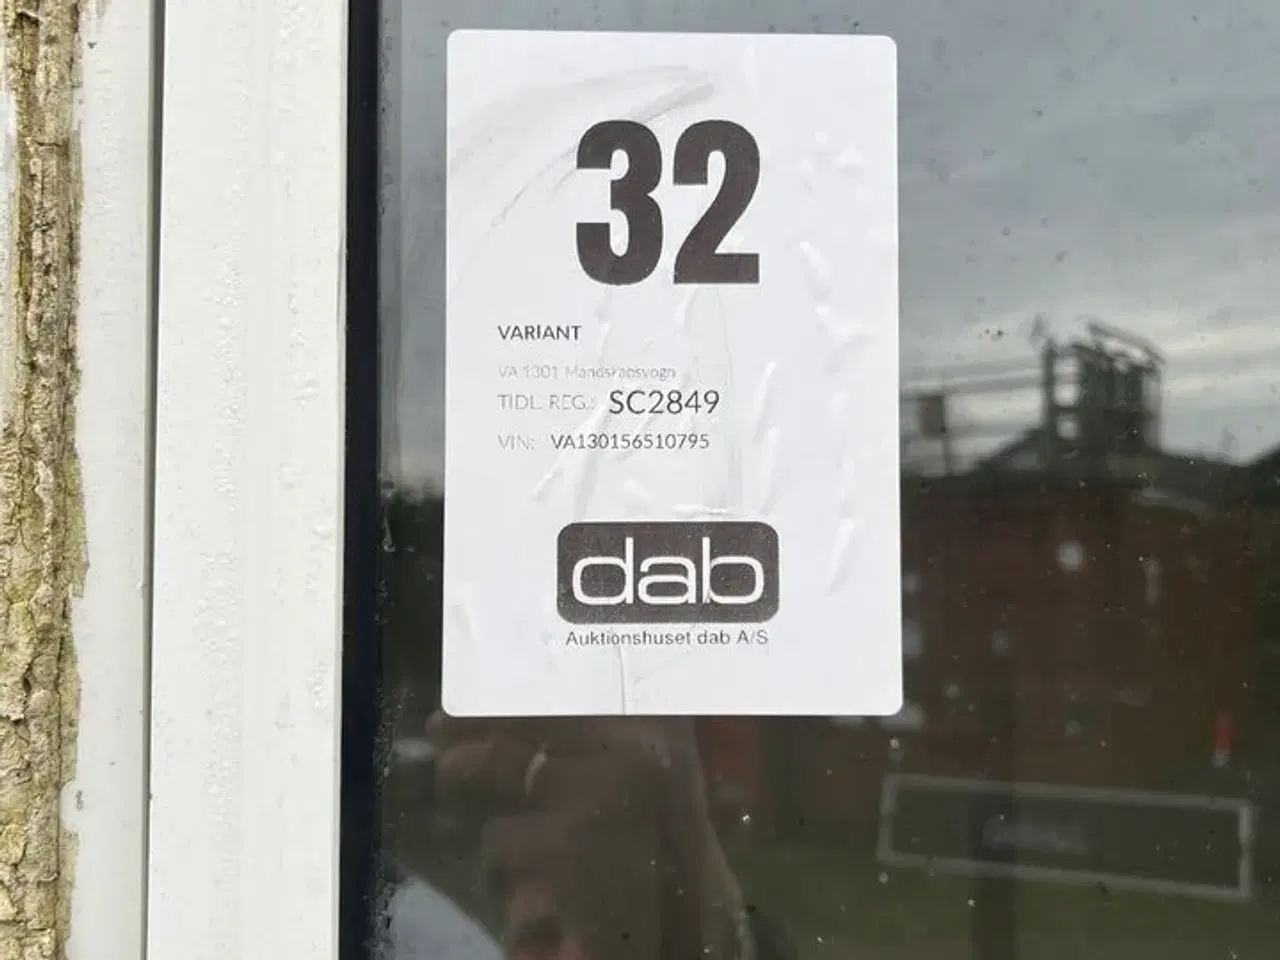 32
VARIANT
VA 1301 Mandskabsvogn
TIDL. REG.: SC2849
VIN: VA130156510795
dab
Auktionshuset dab A/S